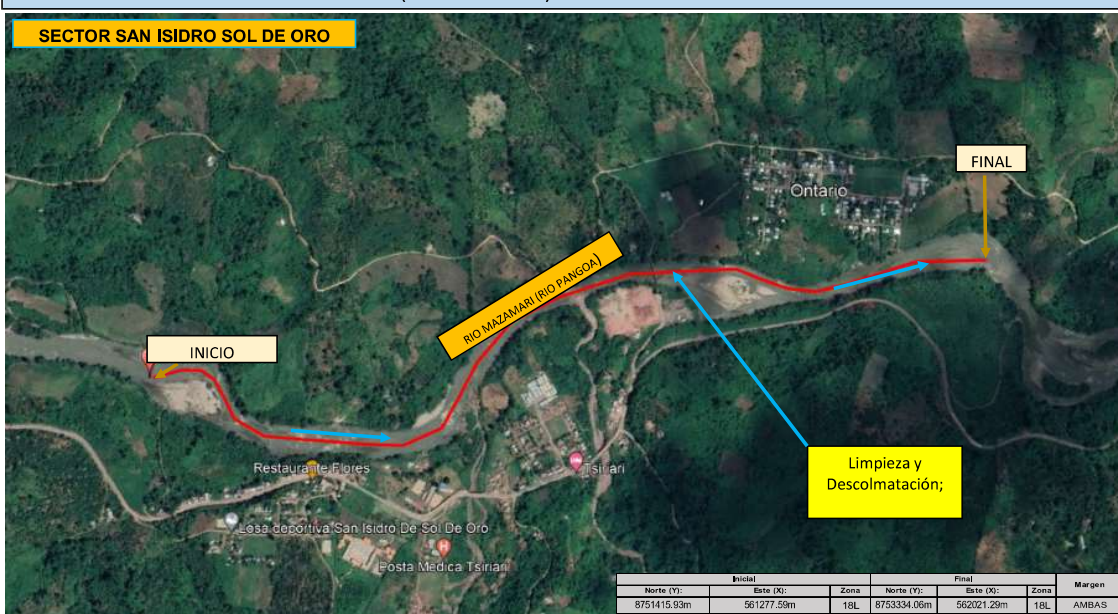 SECTOR SAN ISIDRO SOL DE ORO
FINAL
Ontario
RIO MAZAMARI (RIO PANGOA)
INICIO
Limpieza y
Descolmatación;
Restaurante Flores
Tsiriari
Losa deportiva San Isidro De Sol De Oro
Posta Médica Tsiriari
Inicial Final Margen
Norte (Y): Este (X): Zona Norte (Y): Este (X): Zona
8751415.93m 561277.59m 18L 8753334.06m 562021.29m 18L AMBAS